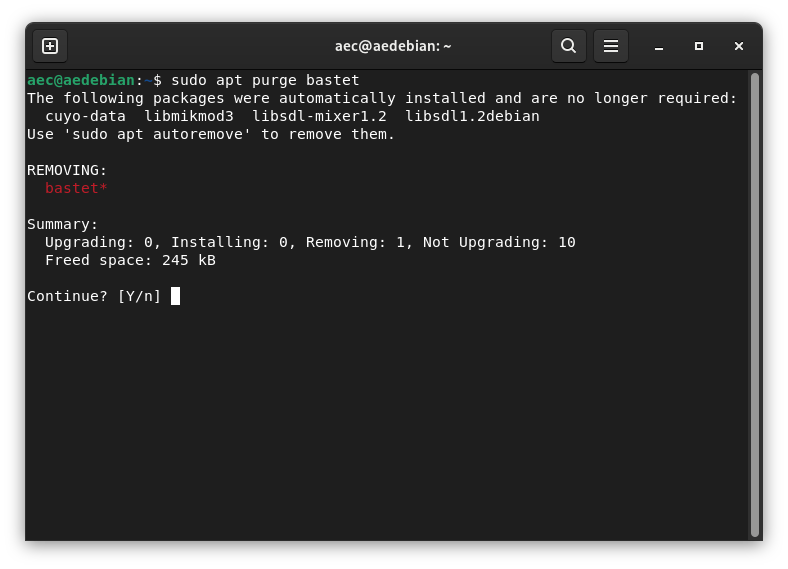 aec@aedebian: ~
aec@aedebian:~$ sudo apt purge bastet
The following packages were automatically installed and are no longer required:
  cuyo-data  libmikmod3  libsdl-mixer1.2  libsdl1.2debian
Use 'sudo apt autoremove' to remove them.
REMOVING:
  bastet*
Summary:
  Upgrading: 0, Installing: 0, Removing: 1, Not Upgrading: 10
  Freed space: 245 kB
Continue? [Y/n]